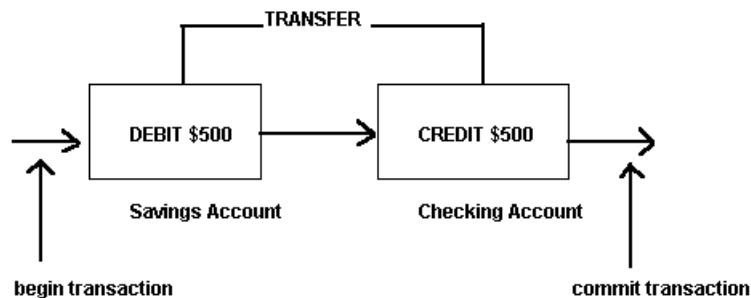 TRANSFER
DEBIT $500
CREDIT $500
Savings Account
Checking Account
begin transaction
commit transaction